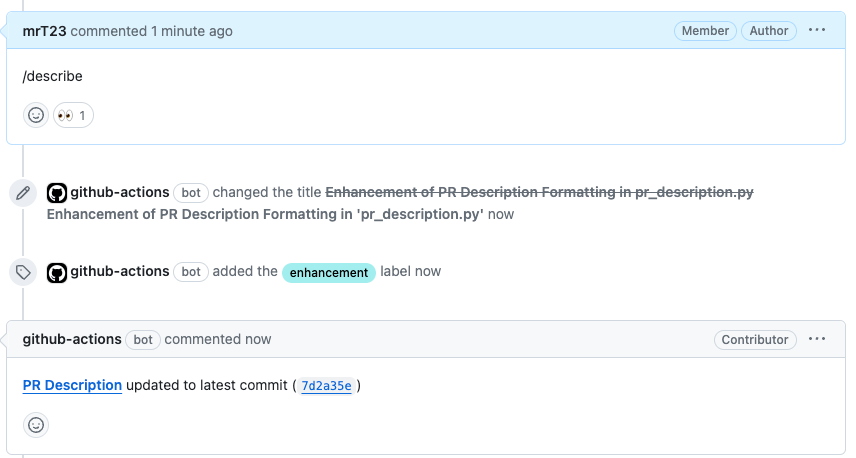 mrT23 commented 1 minute ago Member Author ...
/describe
1
github-actions bot changed the title Enhancement of PR Description Formatting in pr_description.py
Enhancement of PR Description Formatting in 'pr_description.py' now
github-actions bot added the enhancement label now
github-actions bot commented now Contributor ...
PR Description updated to latest commit ( 7d2a35e )